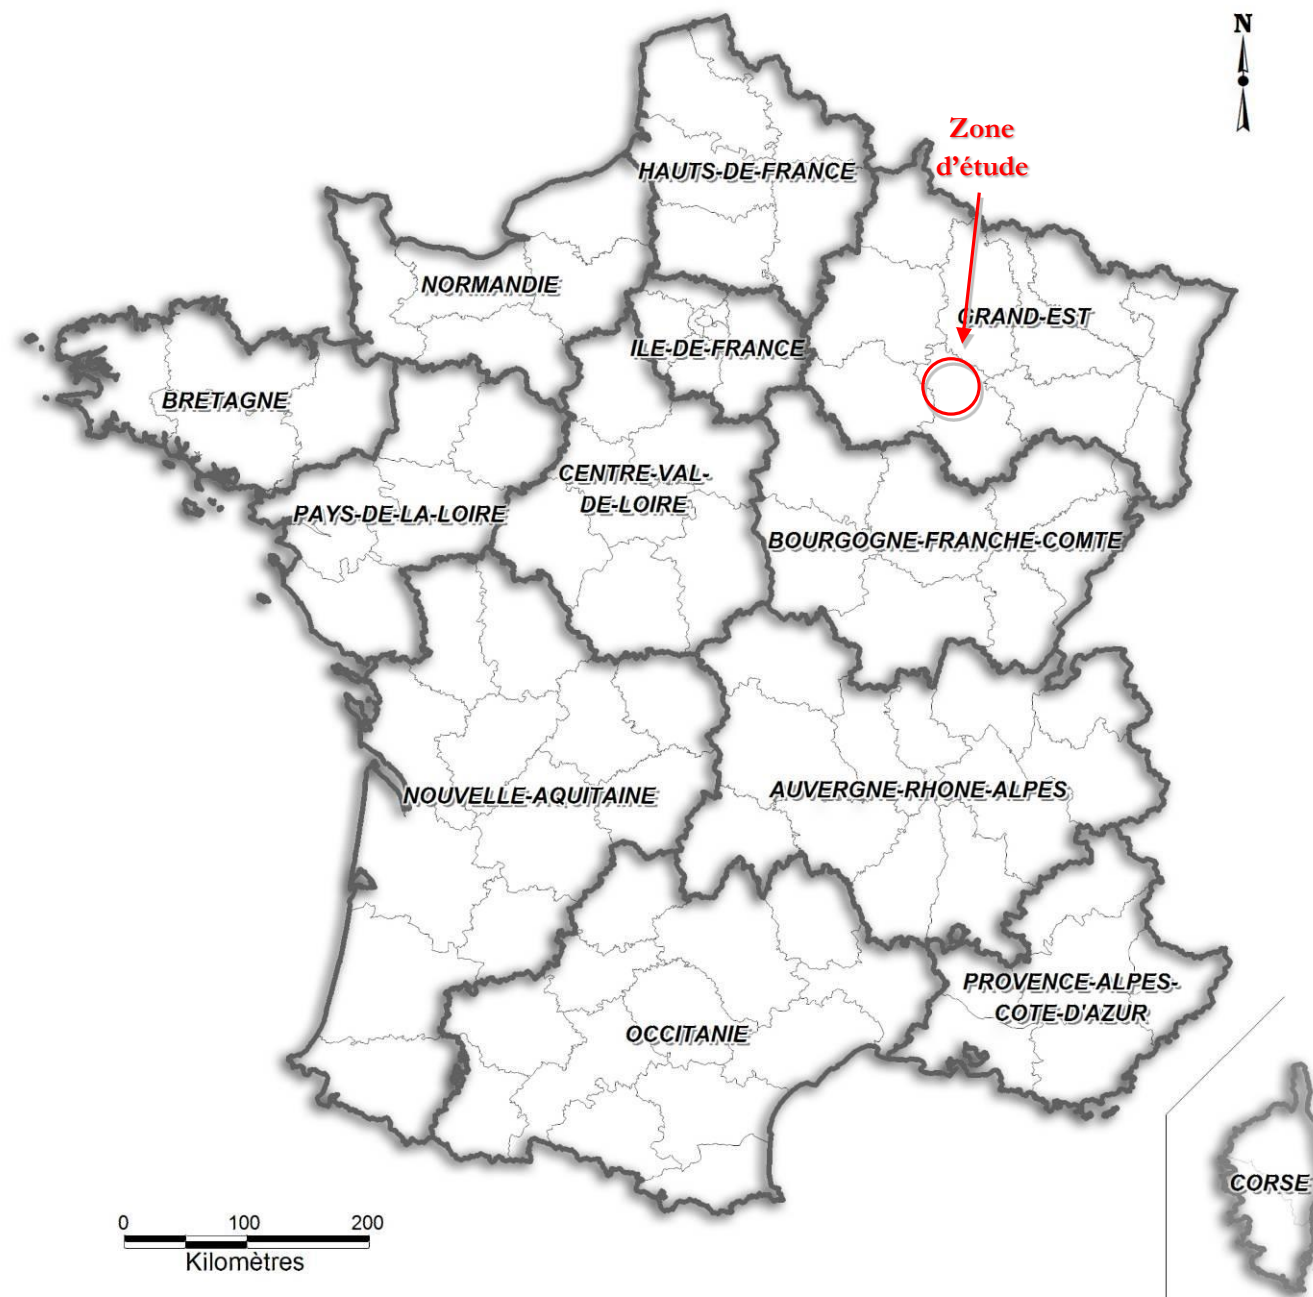 N
Zone
d'étude
HAUTS-DE-FRANCE
NORMANDIE
GRAND-EST
ILE-DE-FRANCE
BRETAGNE
CENTRE-VAL-
DE-LOIRE
PAYS-DE-LA-LOIRE
BOURGOGNE-FRANCHE-COMTE
NOUVELLE-AQUITAINE
AUVERGNE-RHONE-ALPES
PROVENCE-ALPES-
COTE-D'AZUR
OCCITANIE
CORSE
0 100 200
Kilomètres